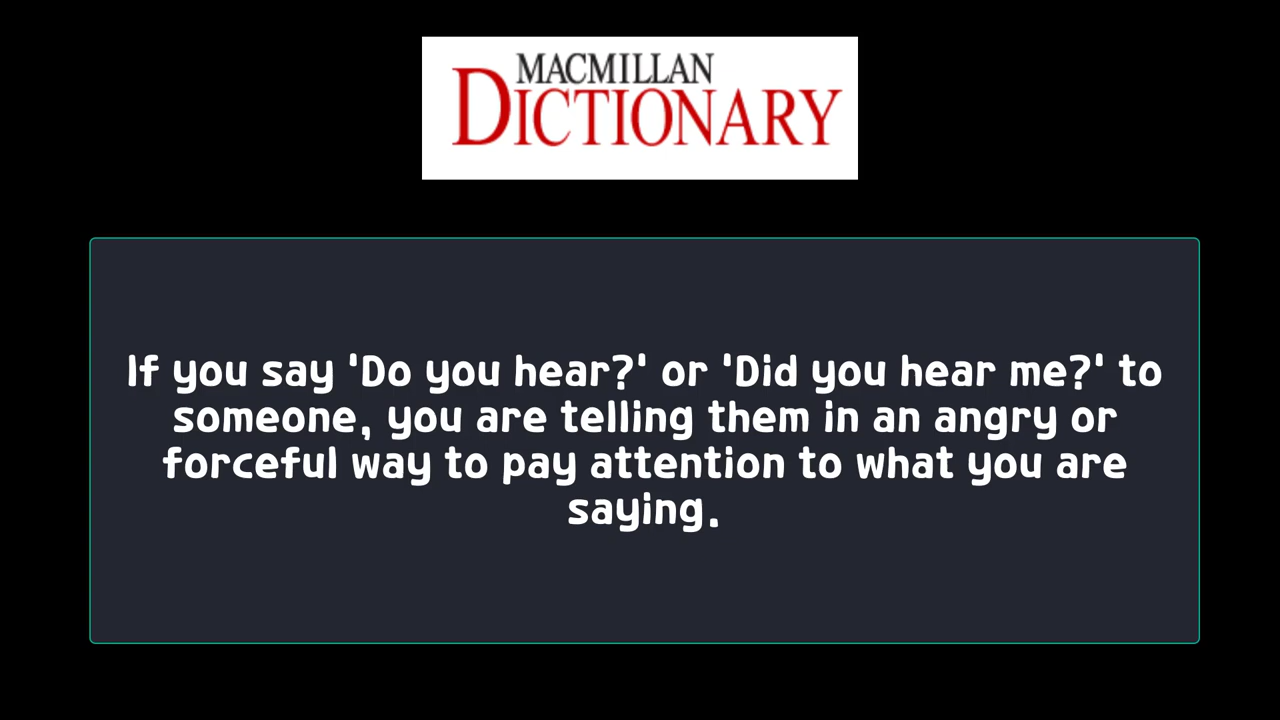 MACMILLAN
DICTIONARY
If you say 'Do you hear?' or 'Did you hear me?' to
someone, you are telling them in an angry or
forceful way to pay attention to what you are
saying.